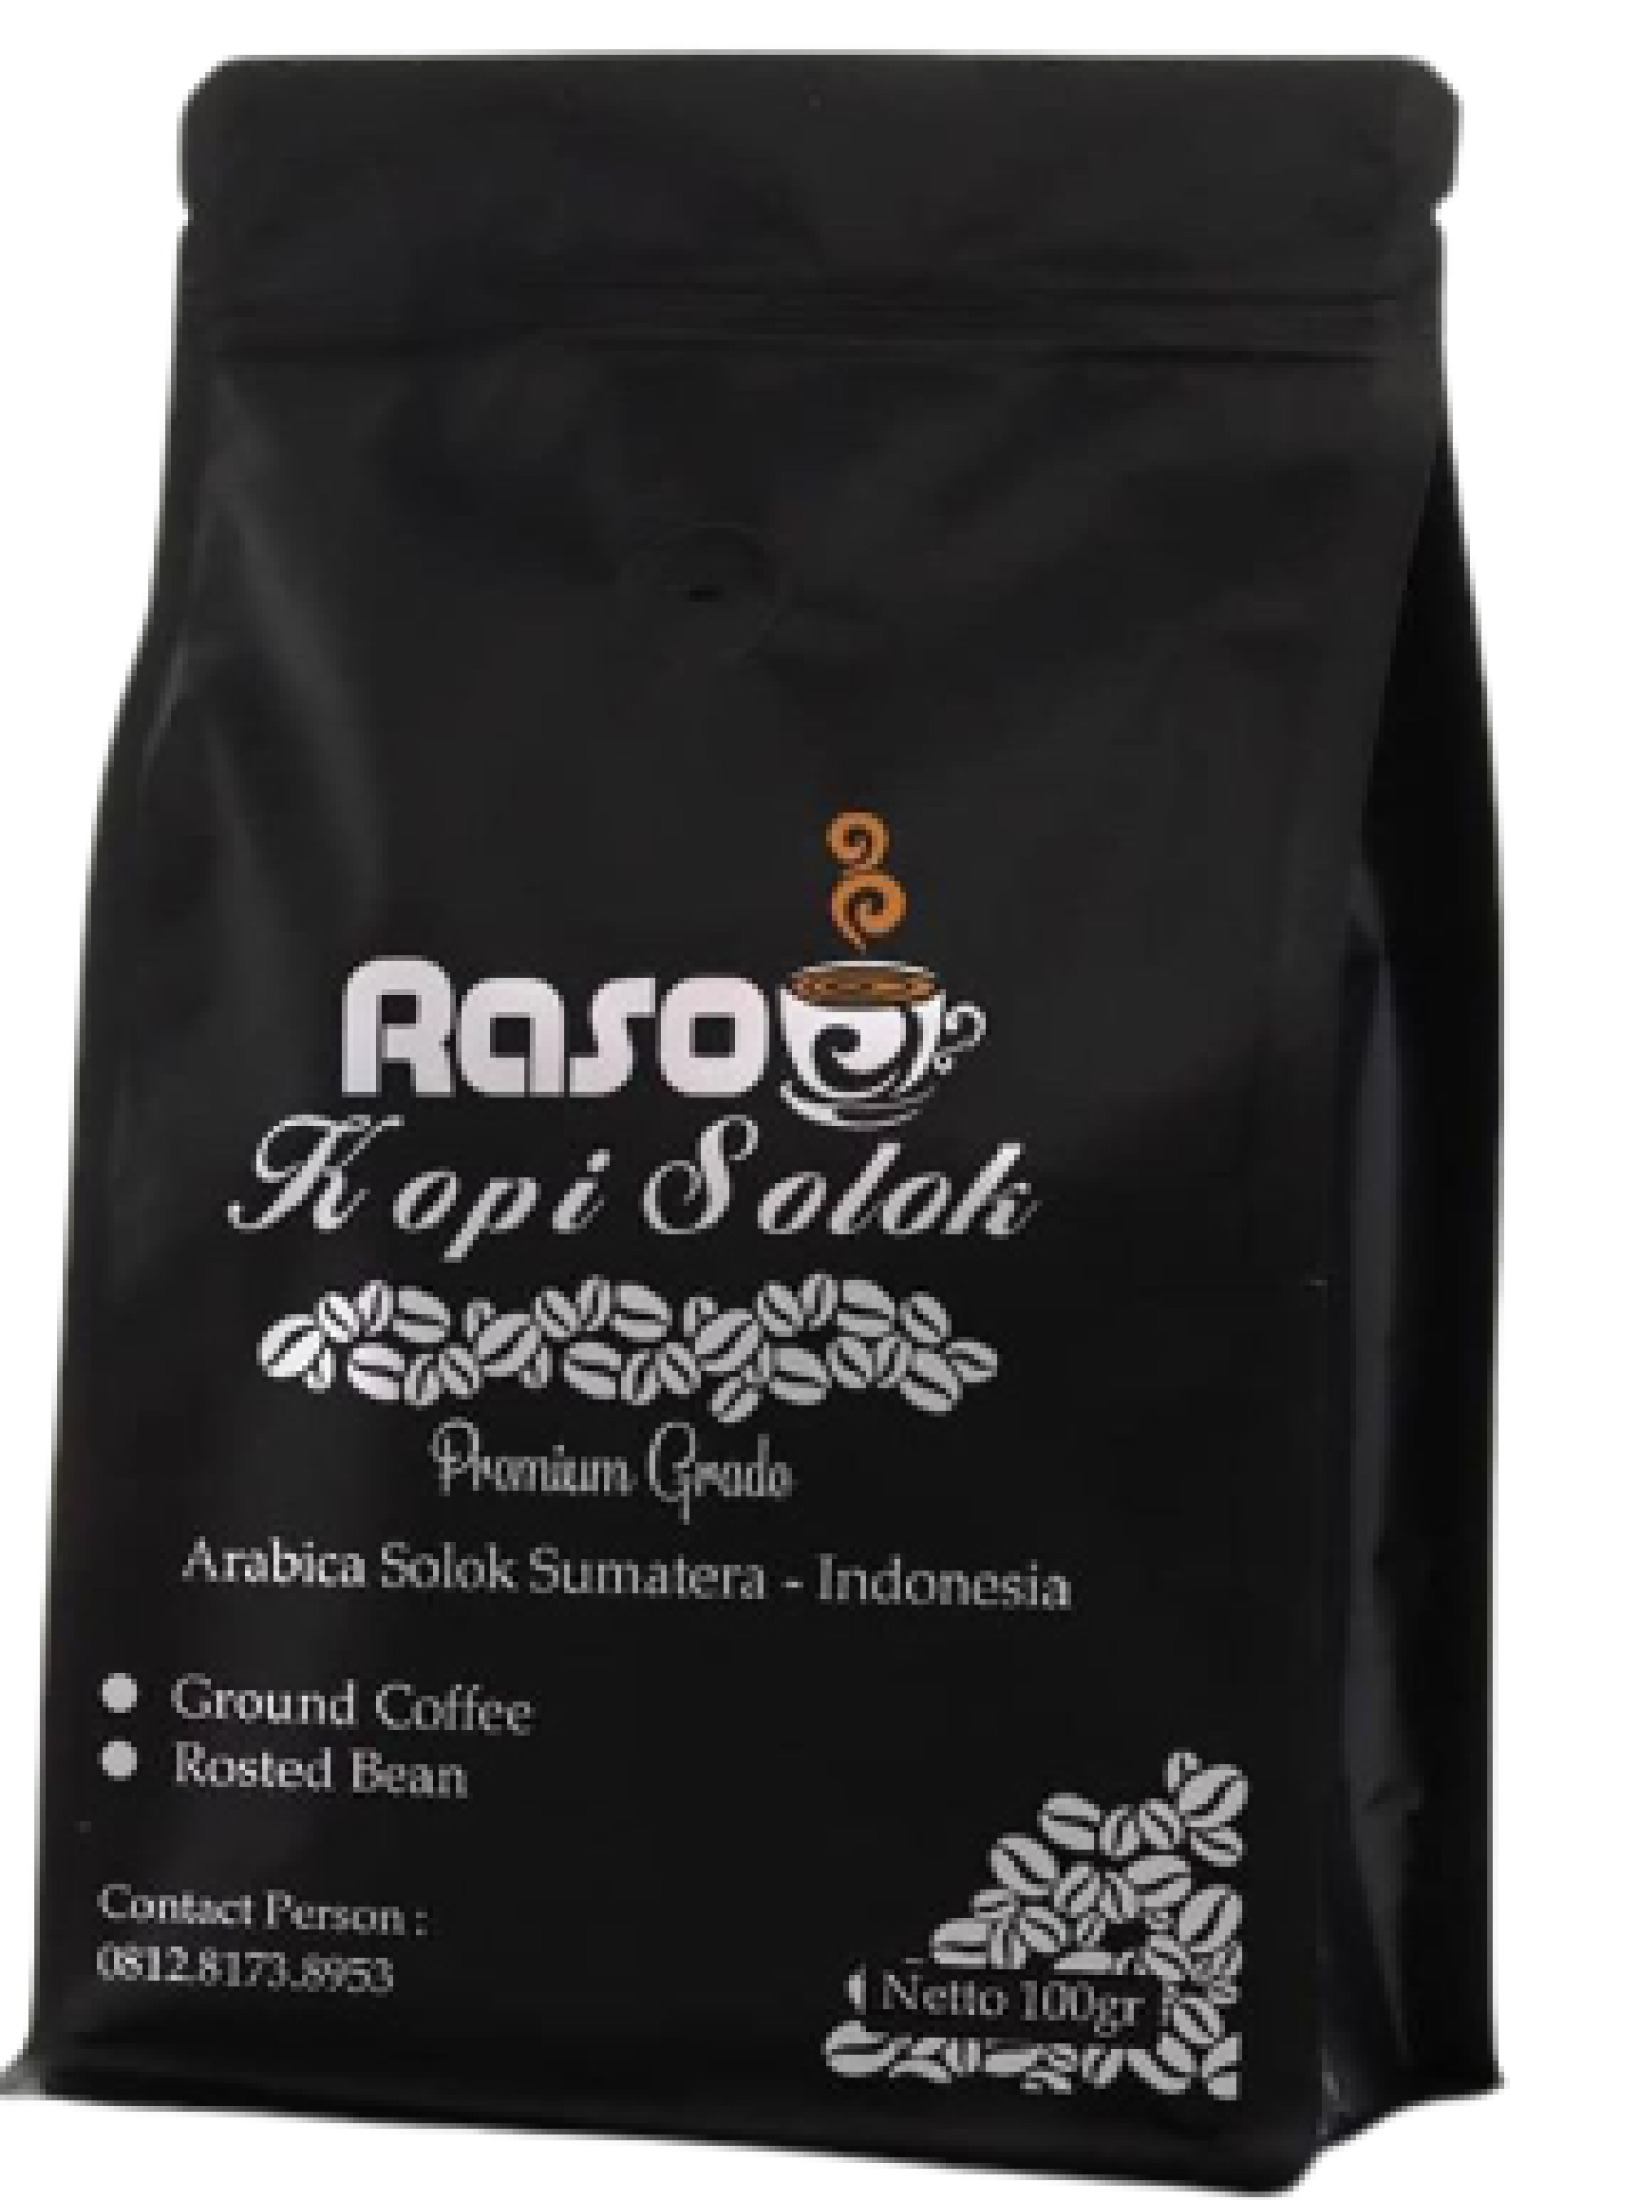 Raso
Kopi Solok
Premium Grade
Arabica Solok Sumatera - Indonesia
Ground Coffee
Rosted Bean
Contact Person :
0812.8173.8953
Netto 100gr